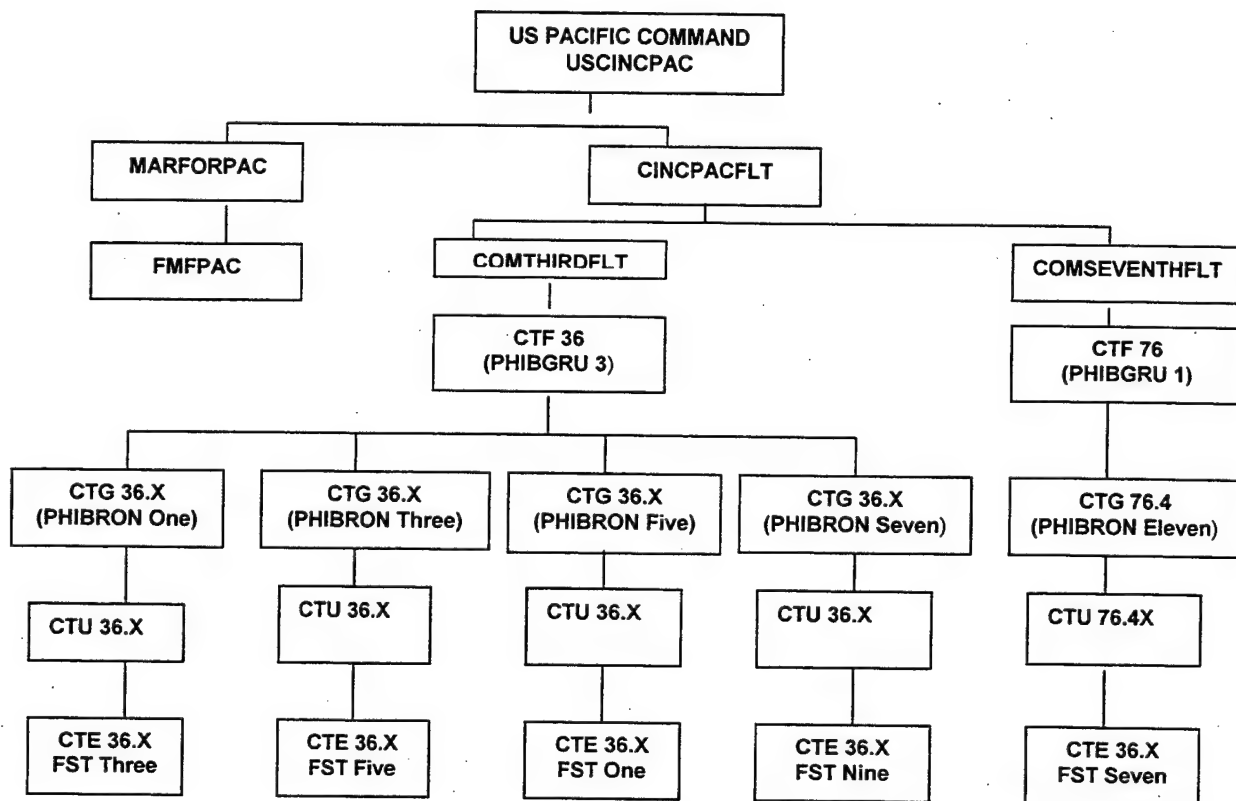 US PACIFIC COMMAND
USCINCPAC
MARFORPAC
CINCPACFLT
FMFPAC
COMTHIRDFLT
COMSEVENTHFLT
CTF 36
(PHIBGRU 3)
CTF 76
(PHIBGRU 1)
CTG 36.X
(PHIBRON One)
CTG 36.X
(PHIBRON Three)
CTG 36.X
(PHIBRON Five)
CTG 36.X
(PHIBRON Seven)
CTG 76.4
(PHIBRON Eleven)
CTU 36.X
CTU 36.X
CTU 36.X
CTU 36.X
CTU 76.4X
CTE 36.X
FST Three
CTE 36.X
FST Five
CTE 36.X
FST One
CTE 36.X
FST Nine
CTE 36.X
FST Seven